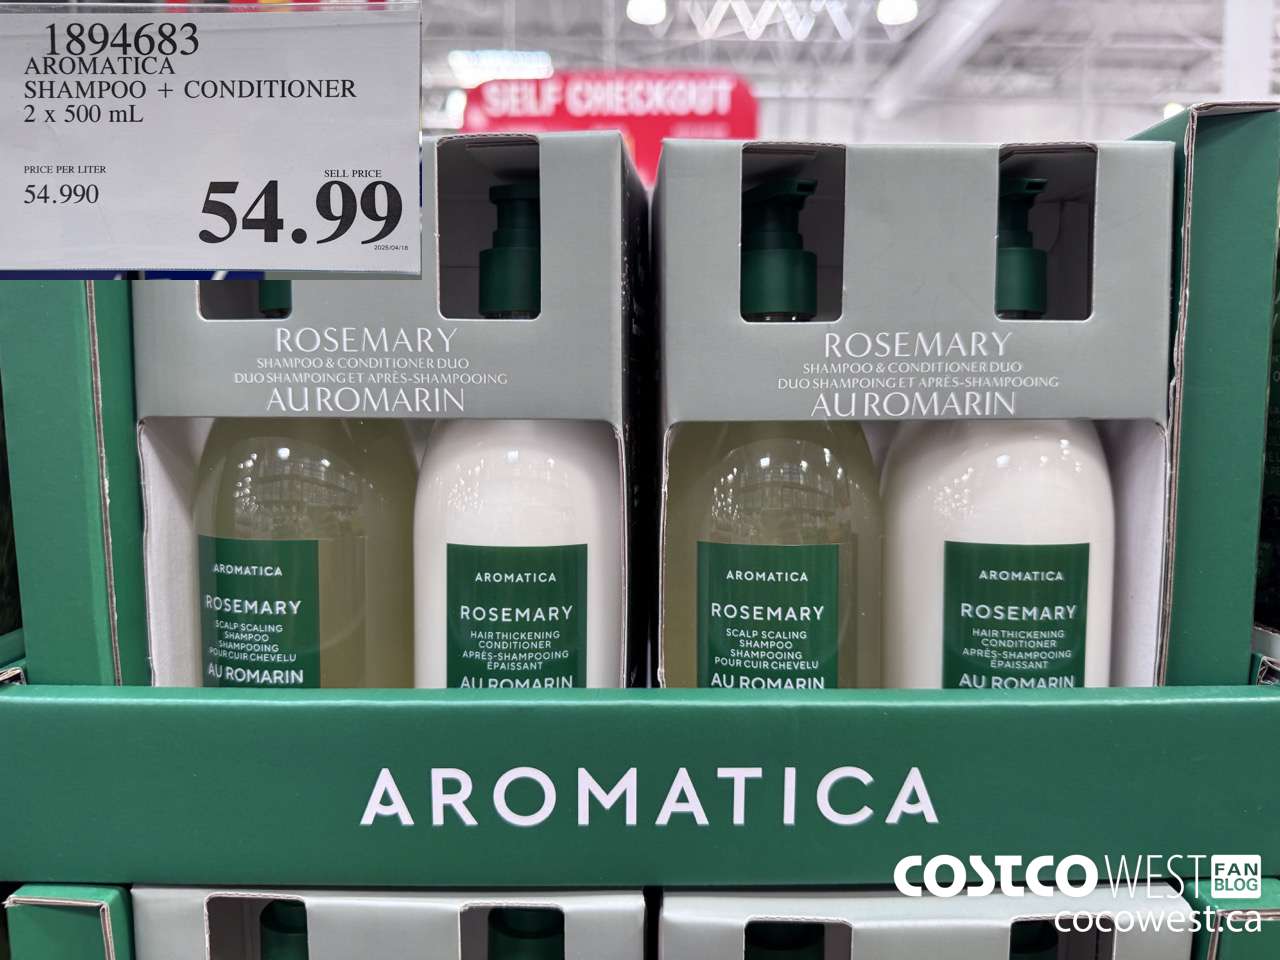 1894683
AROMATICA
SHAMPOO + CONDITIONER
2 x 500 mL
PRICE PER LITER
54.990
SELL PRICE
54.99
2025/04/18
SELF CHECKOUT
ROSEMARY
SHAMPOO & CONDITIONER DUO
DUO SHAMPOING ET APRÈS-SHAMPOOING
AU ROMARIN
ROSEMARY
SHAMPOO & CONDITIONER DUO
DUO SHAMPOING ET APRÈS-SHAMPOOING
AU ROMARIN
AROMATICA
ROSEMARY
SCALP SCALING
SHAMPOO
SHAMPOOING
POUR CUIR CHEVELU
AU ROMARIN
AROMATICA
ROSEMARY
HAIR THICKENING
CONDITIONER
APRÈS-SHAMPOOING
ÉPAISSANT
AU ROMARIN
AROMATICA
ROSEMARY
SCALP SCALING
SHAMPOO
SHAMPOOING
POUR CUIR CHEVELU
AU ROMARIN
AROMATICA
ROSEMARY
HAIR THICKENING
CONDITIONER
APRÈS-SHAMPOOING
ÉPAISSANT
AU ROMARIN
AROMATICA
COSTCO WEST FAN BLOG
cocowest.ca